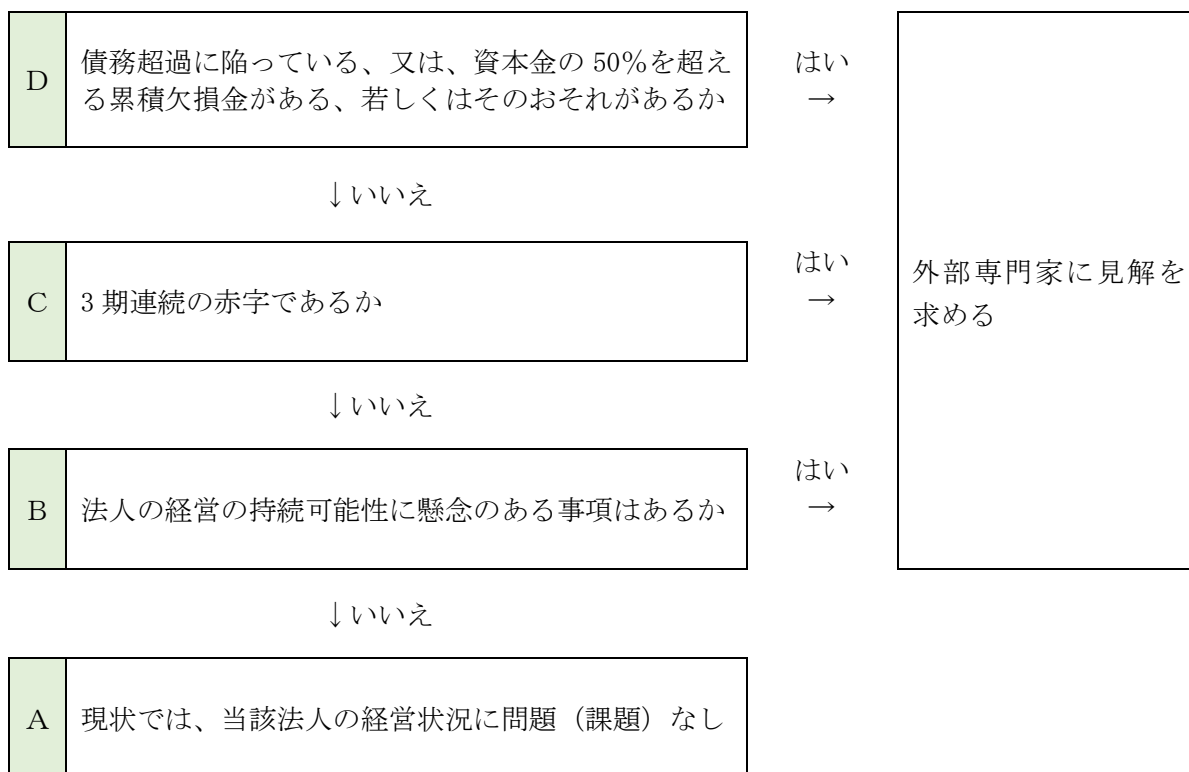 D
債務超過に陥っている、又は、資本金の 50％を超え
る累積欠損金がある、若しくはそのおそれがあるか
はい
→
↓いいえ
C
3 期連続の赤字であるか
はい
→
外部専門家に見解を
求める
↓いいえ
B
法人の経営の持続可能性に懸念のある事項はあるか
はい
→
↓いいえ
A
現状では、当該法人の経営状況に問題（課題）なし